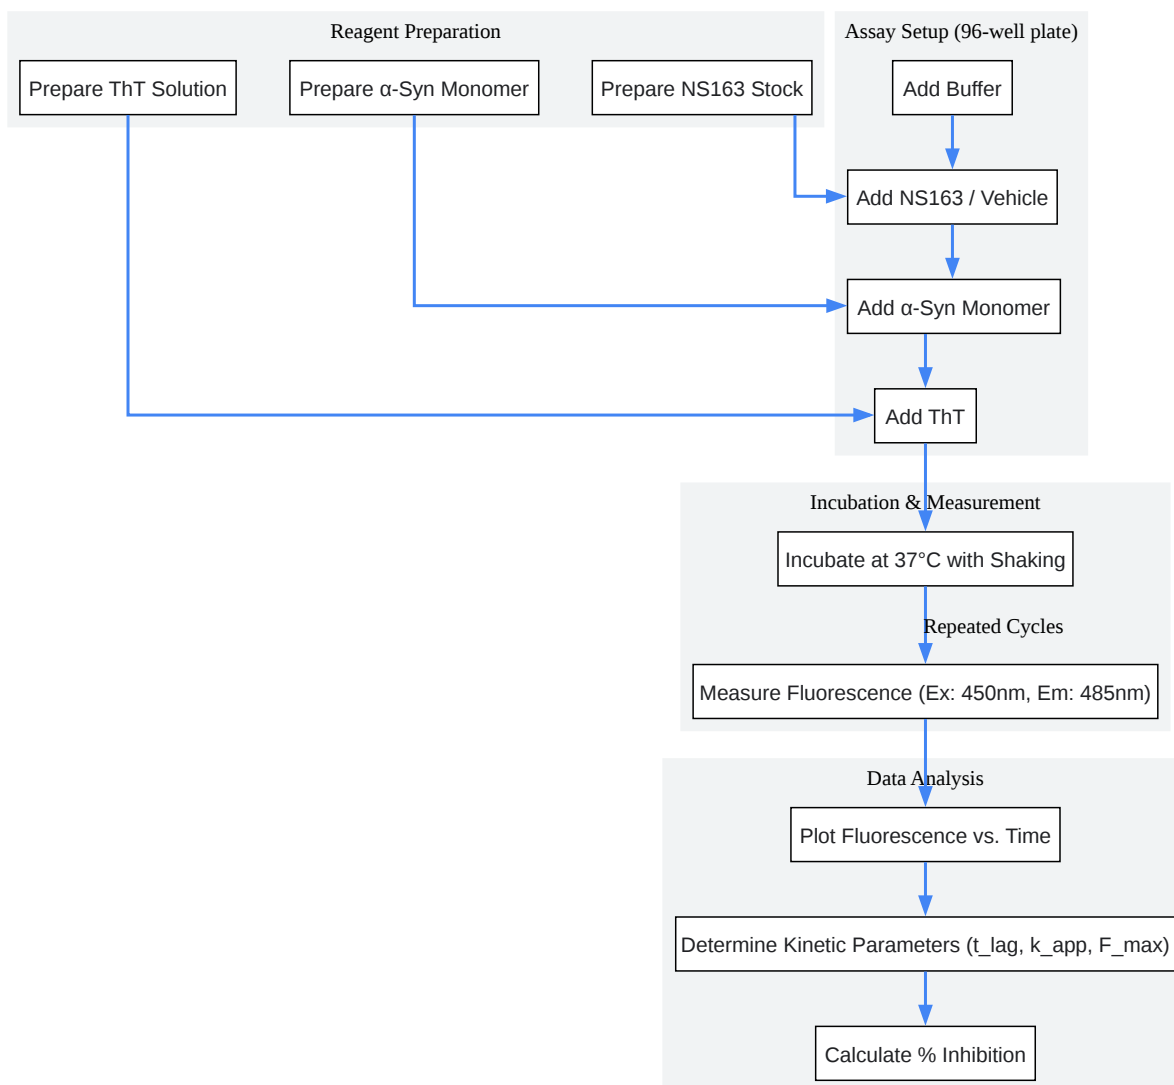 Reagent Preparation
Assay Setup (96-well plate)
Prepare ThT Solution
Prepare α-Syn Monomer
Prepare NS163 Stock
Add Buffer
Add NS163 / Vehicle
Add α-Syn Monomer
Add ThT
Incubation & Measurement
Incubate at 37°C with Shaking
Repeated Cycles
Measure Fluorescence (Ex: 450nm, Em: 485nm)
Data Analysis
Plot Fluorescence vs. Time
Determine Kinetic Parameters (t_lag, k_app, F_max)
Calculate % Inhibition